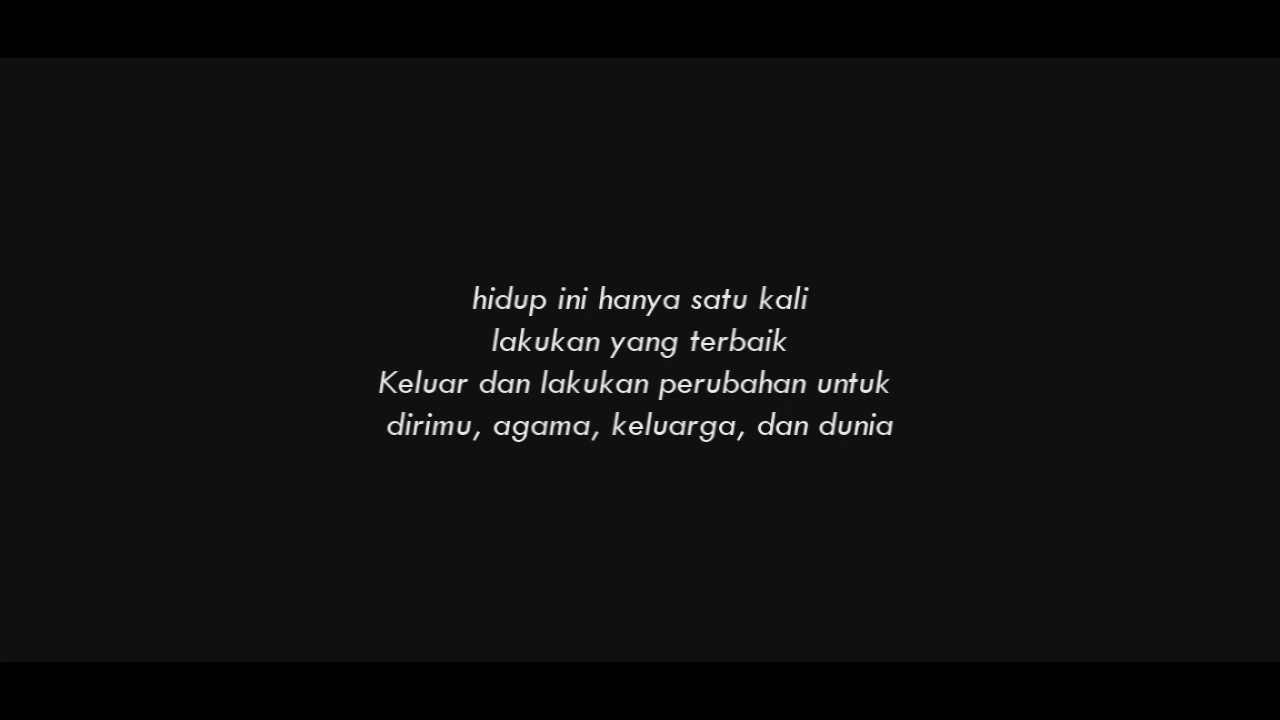 hidup ini hanya satu kali
lakukan yang terbaik
Keluar dan lakukan perubahan untuk
dirimu, agama, keluarga, dan dunia